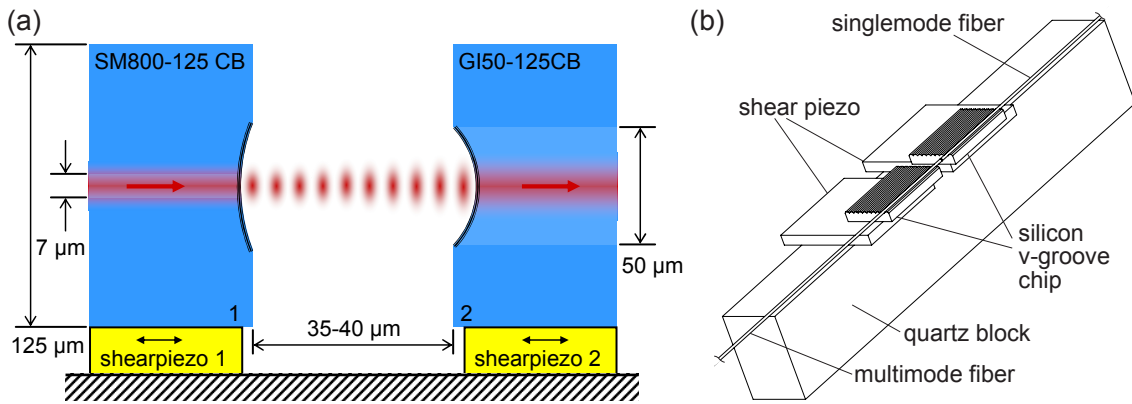 (a)
SM800-125 CB
GI50-125CB
7 µm
50 µm
1
2
35-40 µm
125 µm
shearpiezo 1
shearpiezo 2
(b)
singlemode fiber
shear piezo
silicon
v-groove
chip
quartz block
multimode fiber